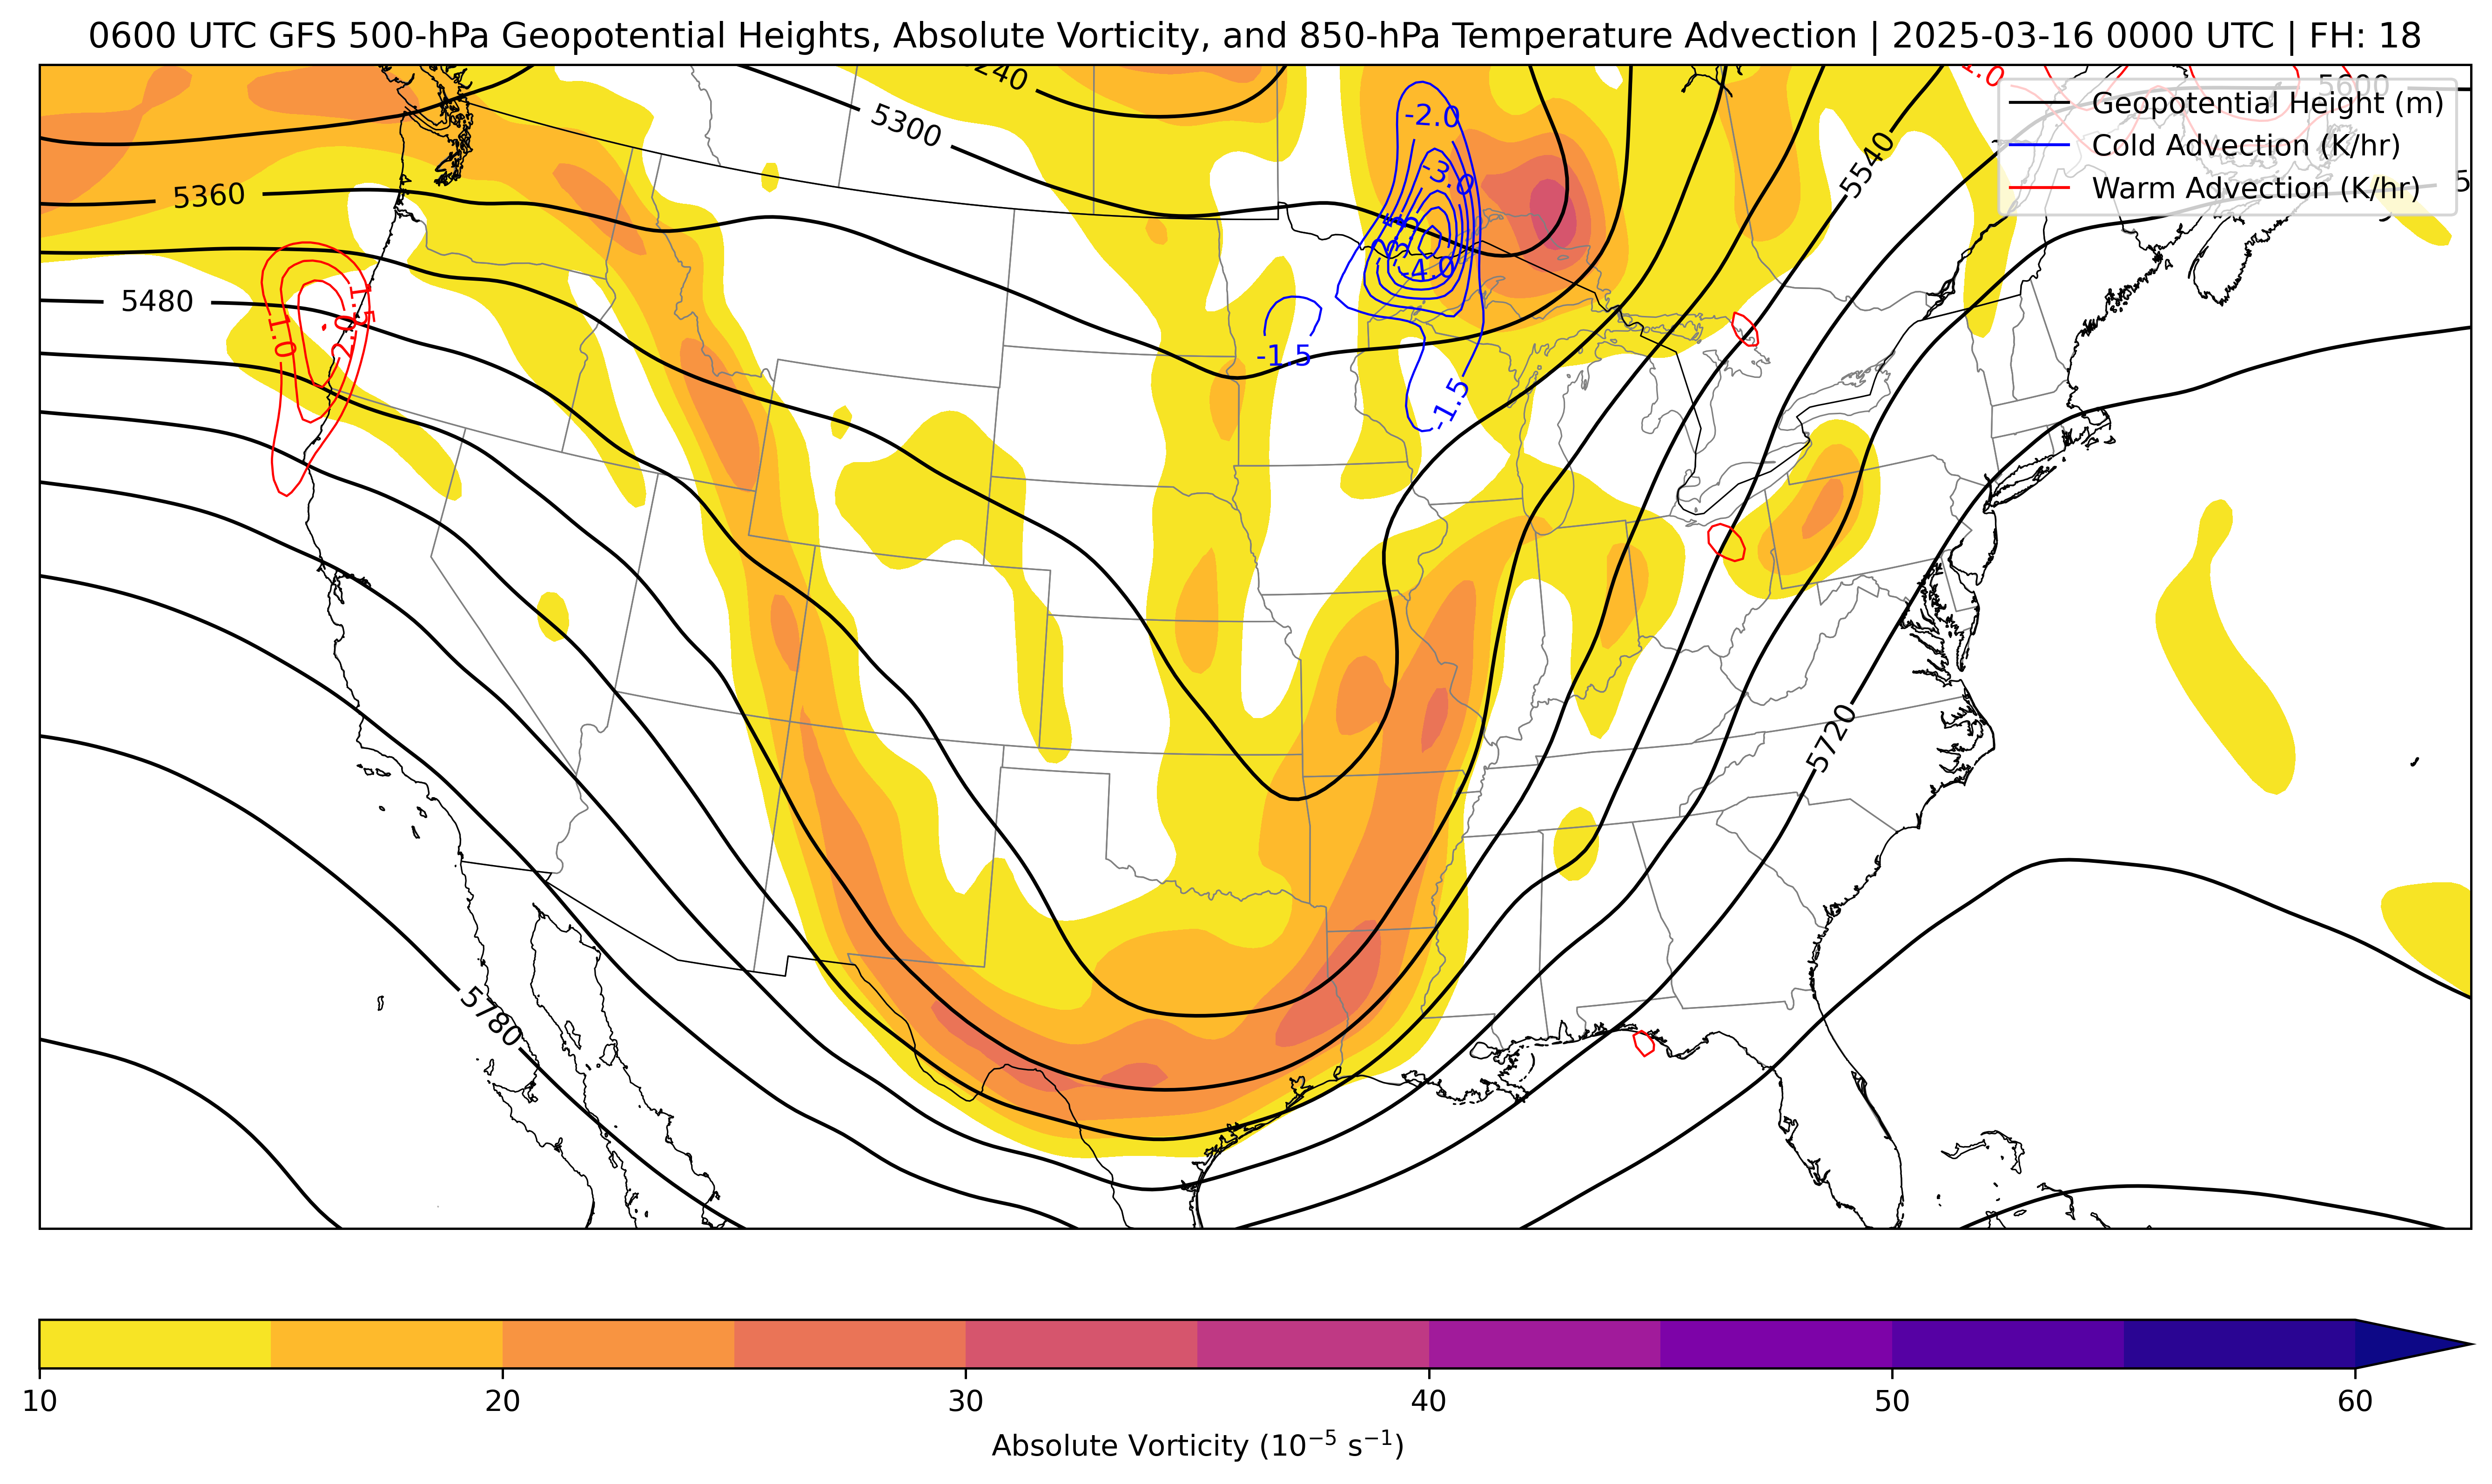 0600 UTC GFS 500-hPa Geopotential Heights, Absolute Vorticity, and 850-hPa Temperature Advection | 2025-03-16 0000 UTC | FH: 18
240
1.0
5600
Geopotential Height (m)
-2.0
5300
Cold Advection (K/hr)
5540
-3.0
Warm Advection (K/hr)
5360
-4.0
5480
1.5
1.0
2.0
-1.5
-1.5
5720
5780
10 20 30 40 50 60
Absolute Vorticity (10⁻⁵ s⁻¹)